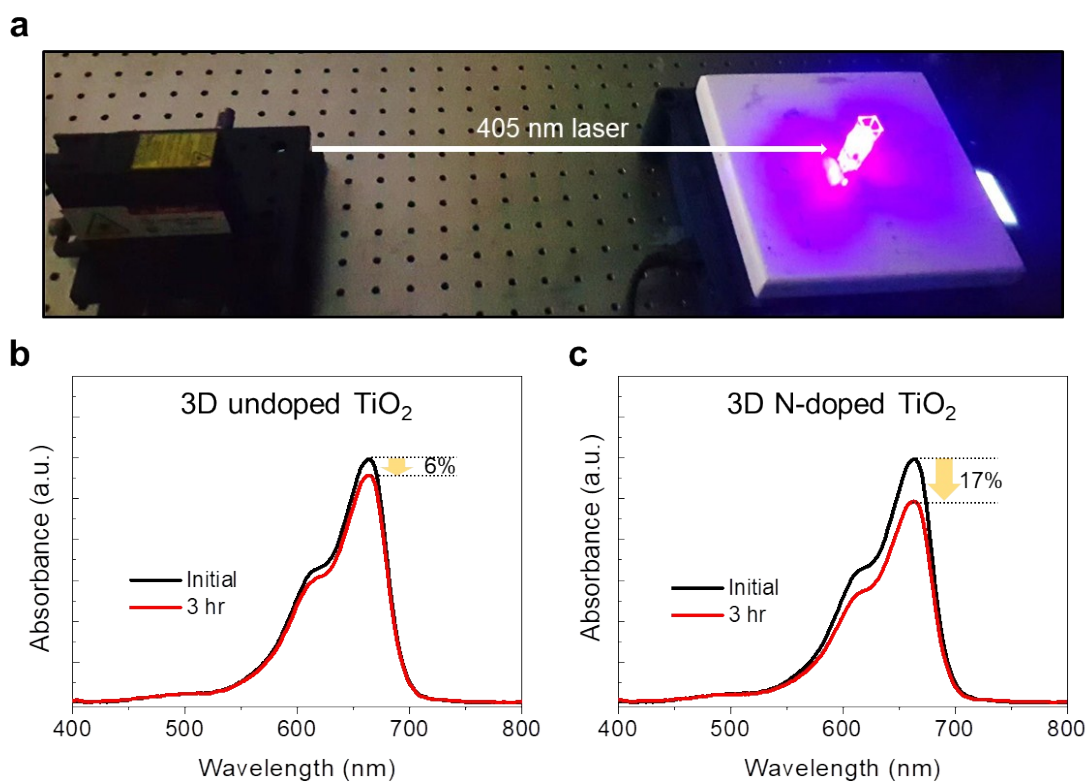 a
405 nm laser
b
3D undoped TiO₂
6%
Initial
3 hr
Absorbance (a.u.)
400 500 600 700 800
Wavelength (nm)
c
3D N-doped TiO₂
17%
Initial
3 hr
Absorbance (a.u.)
400 500 600 700 800
Wavelength (nm)